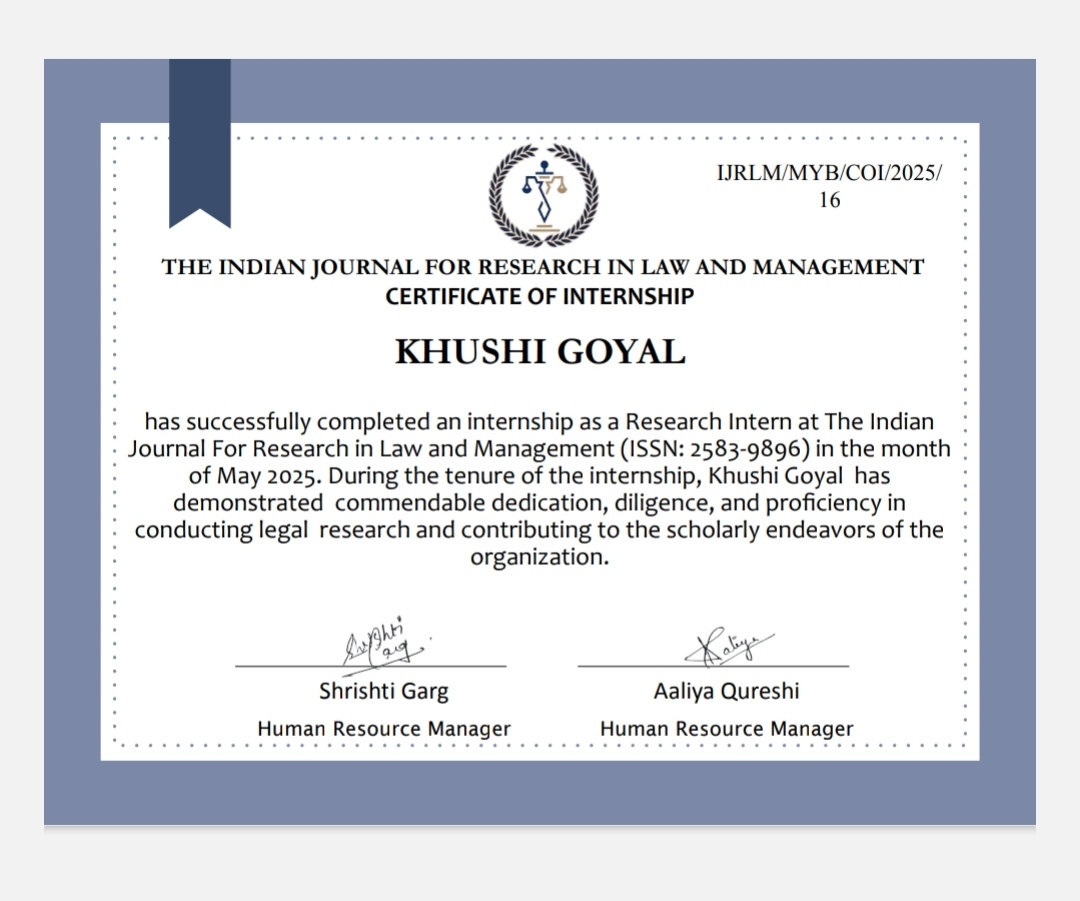 IJRLM/MYB/COI/2025/
16
THE INDIAN JOURNAL FOR RESEARCH IN LAW AND MANAGEMENT
CERTIFICATE OF INTERNSHIP
KHUSHI GOYAL
has successfully completed an internship as a Research Intern at The Indian
Journal For Research in Law and Management (ISSN: 2583-9896) in the month
of May 2025. During the tenure of the internship, Khushi Goyal has
demonstrated commendable dedication, diligence, and proficiency in
conducting legal research and contributing to the scholarly endeavors of the
organization.
Shrishti Garg
Aaliya Qureshi
Human Resource Manager
Human Resource Manager